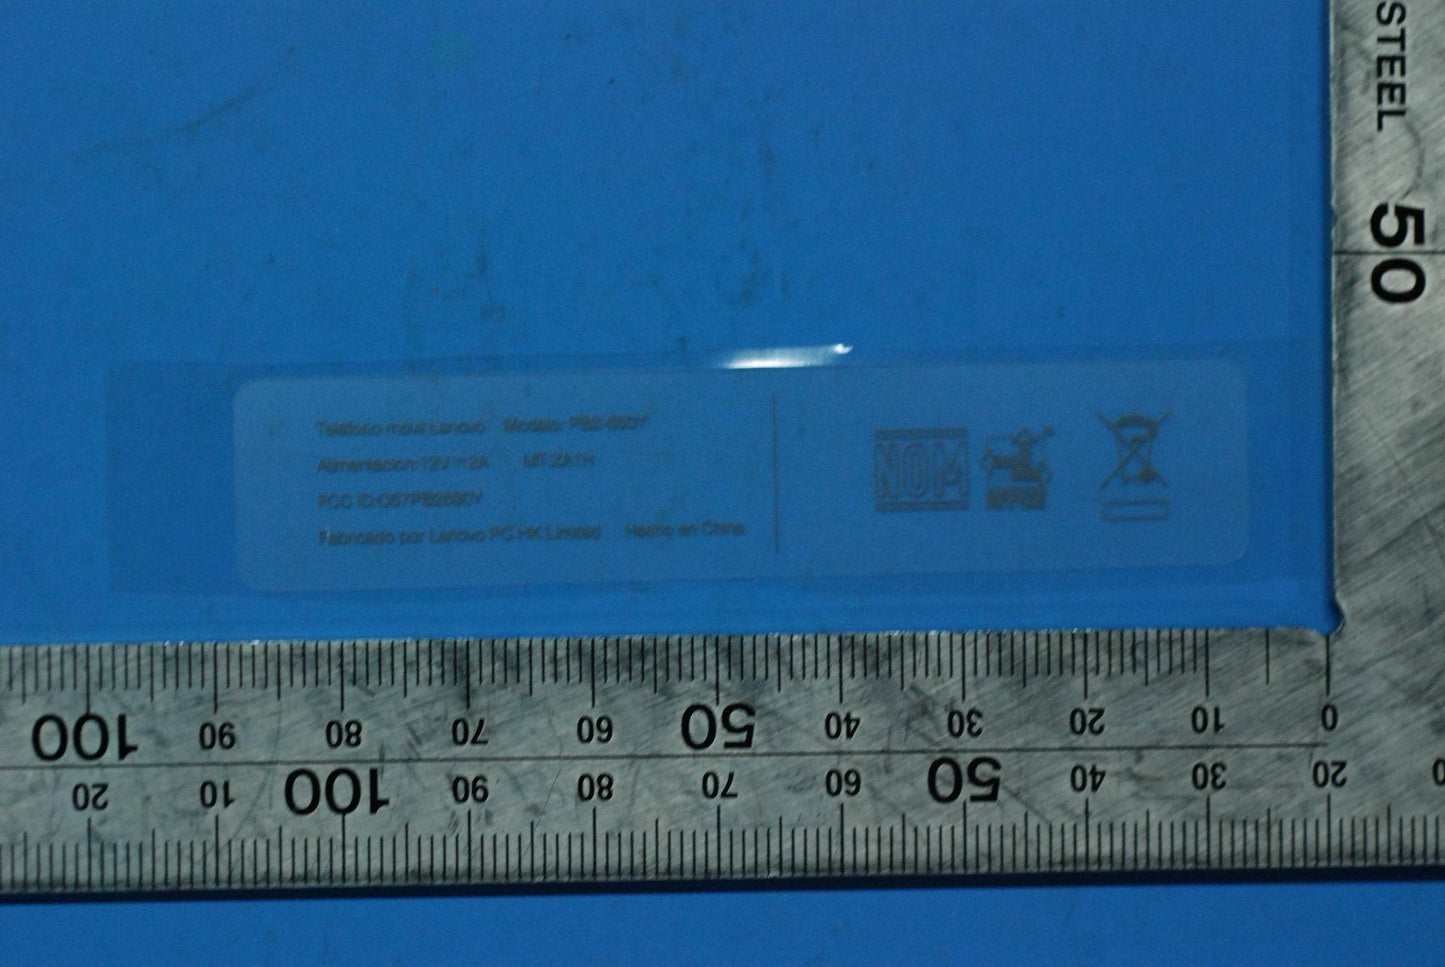 STEEL
50
Teléfono móvil Lenovo Modelo: PB2-690Y
Alimentación:12V⎓2A MT:ZA1H
FCC ID:O57PB2690Y
Fabricado por Lenovo PC HK Limited Hecho en China
NOM
100 90 80 70 60 50 40 30 20 10 0
20 10 100 90 80 70 60 50 40 30 20